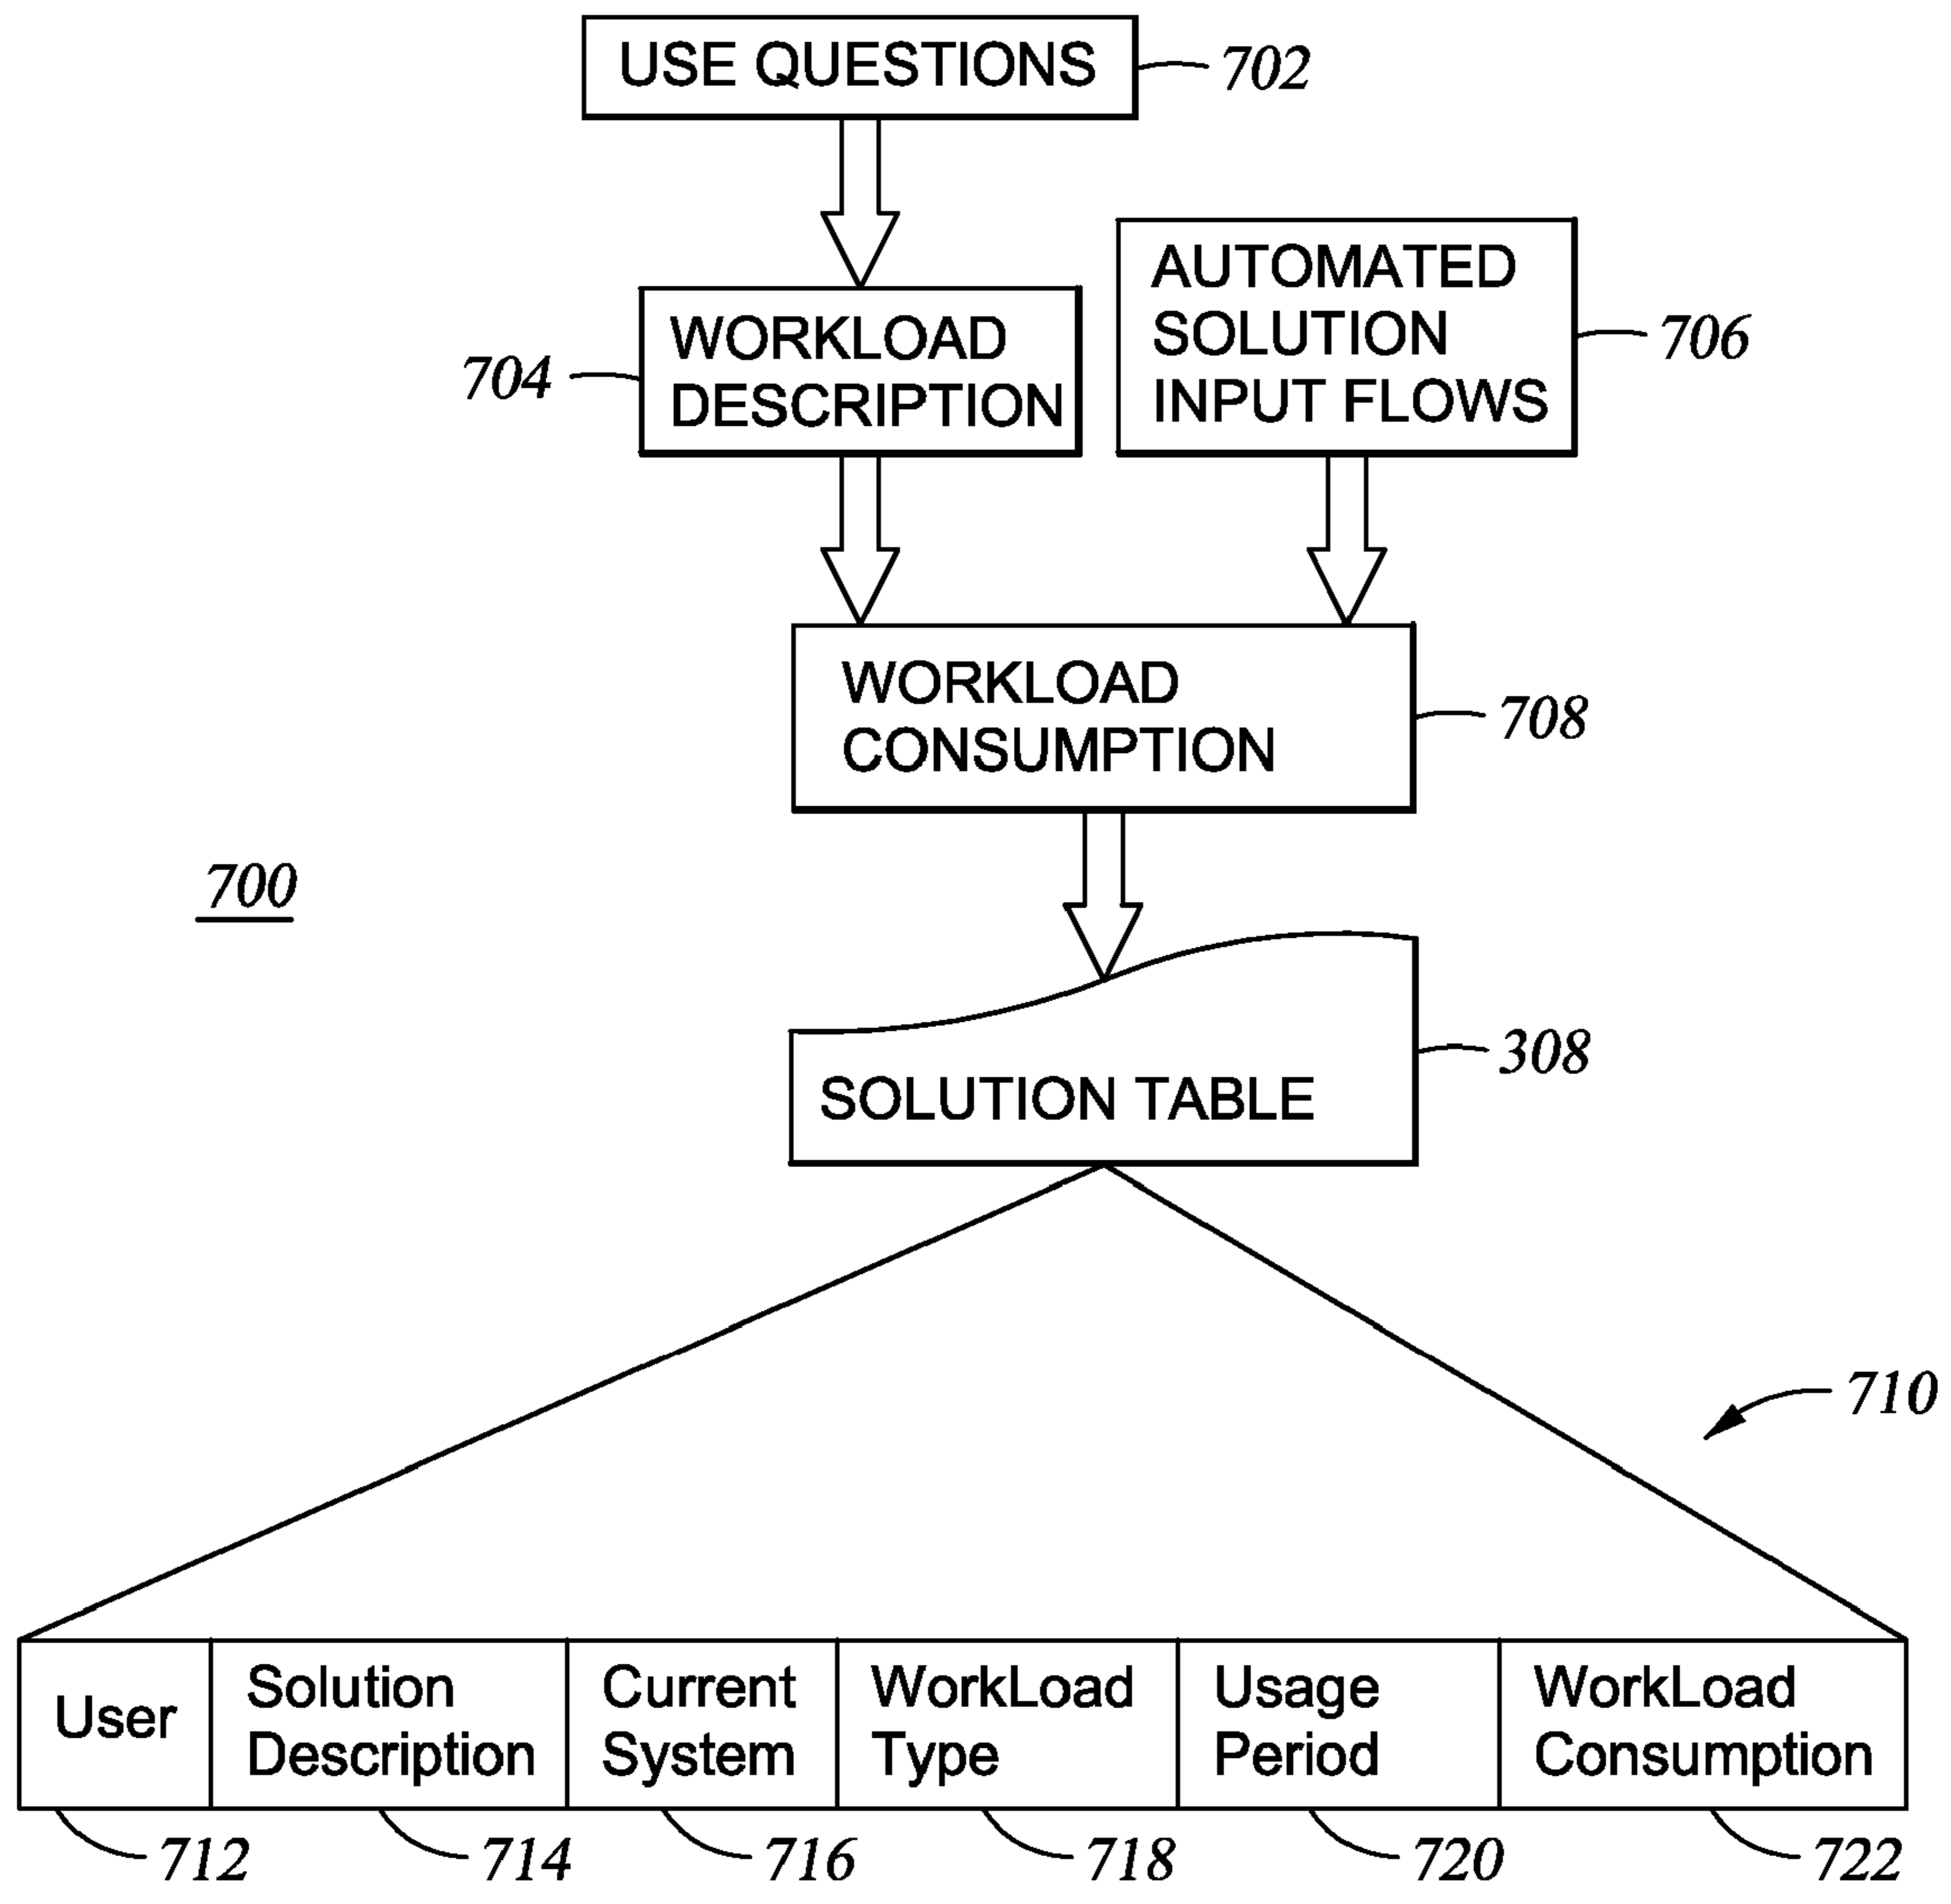 USE QUESTIONS
702
WORKLOAD
DESCRIPTION
704
AUTOMATED
SOLUTION
INPUT FLOWS
706
WORKLOAD
CONSUMPTION
708
700
SOLUTION TABLE
308
710
User
Solution
Description
Current
System
WorkLoad
Type
Usage
Period
WorkLoad
Consumption
712
714
716
718
720
722